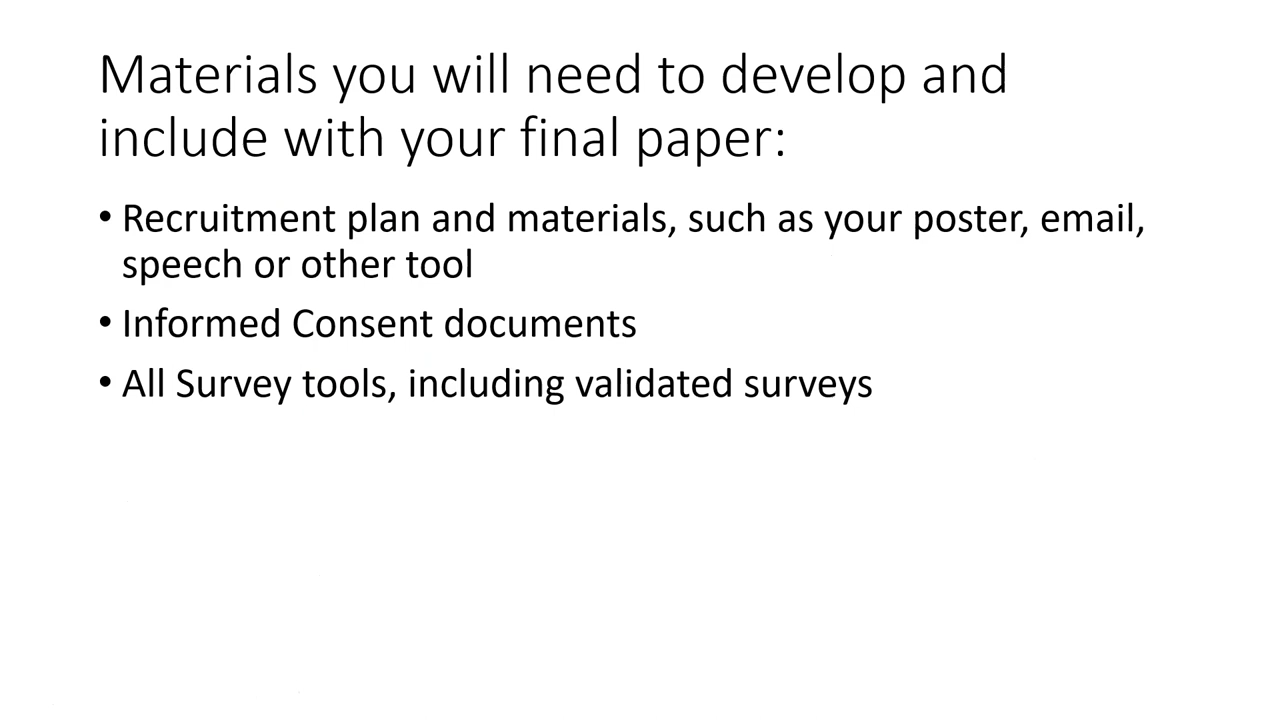 Materials you will need to develop and
include with your final paper:
• Recruitment plan and materials, such as your poster, email,
speech or other tool
• Informed Consent documents
• All Survey tools, including validated surveys